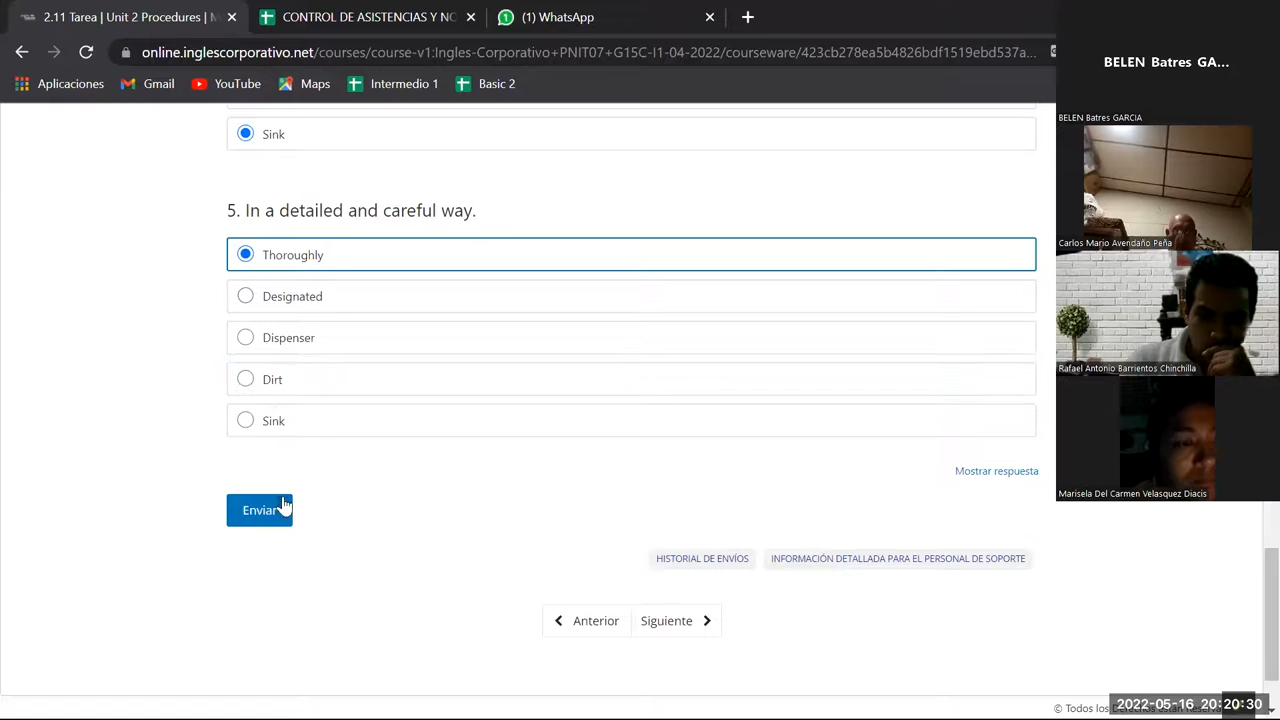 2.11 Tarea | Unit 2 Procedures |
CONTROL DE ASISTENCIAS Y NO
(1) WhatsApp
online.inglescorporativo.net/courses/course-v1:Ingles-Corporativo+PNIT07+G15C-I1-04-2022/courseware/423cb278ea5b4826bdf1519ebd537a...
Aplicaciones
Gmail
YouTube
Maps
Intermedio 1
Basic 2
BELEN Batres GA...
BELEN Batres GARCIA
Carlos Mario Avendaño Peña
Rafael Antonio Barrientos Chinchilla
Marisela Del Carmen Velasquez Diacis
Sink
5. In a detailed and careful way.
Thoroughly
Designated
Dispenser
Dirt
Sink
Mostrar respuesta
Enviar
HISTORIAL DE ENVÍOS
INFORMACIÓN DETALLADA PARA EL PERSONAL DE SOPORTE
Anterior
Siguiente
© Todos los
2022-05-16 20:20:30